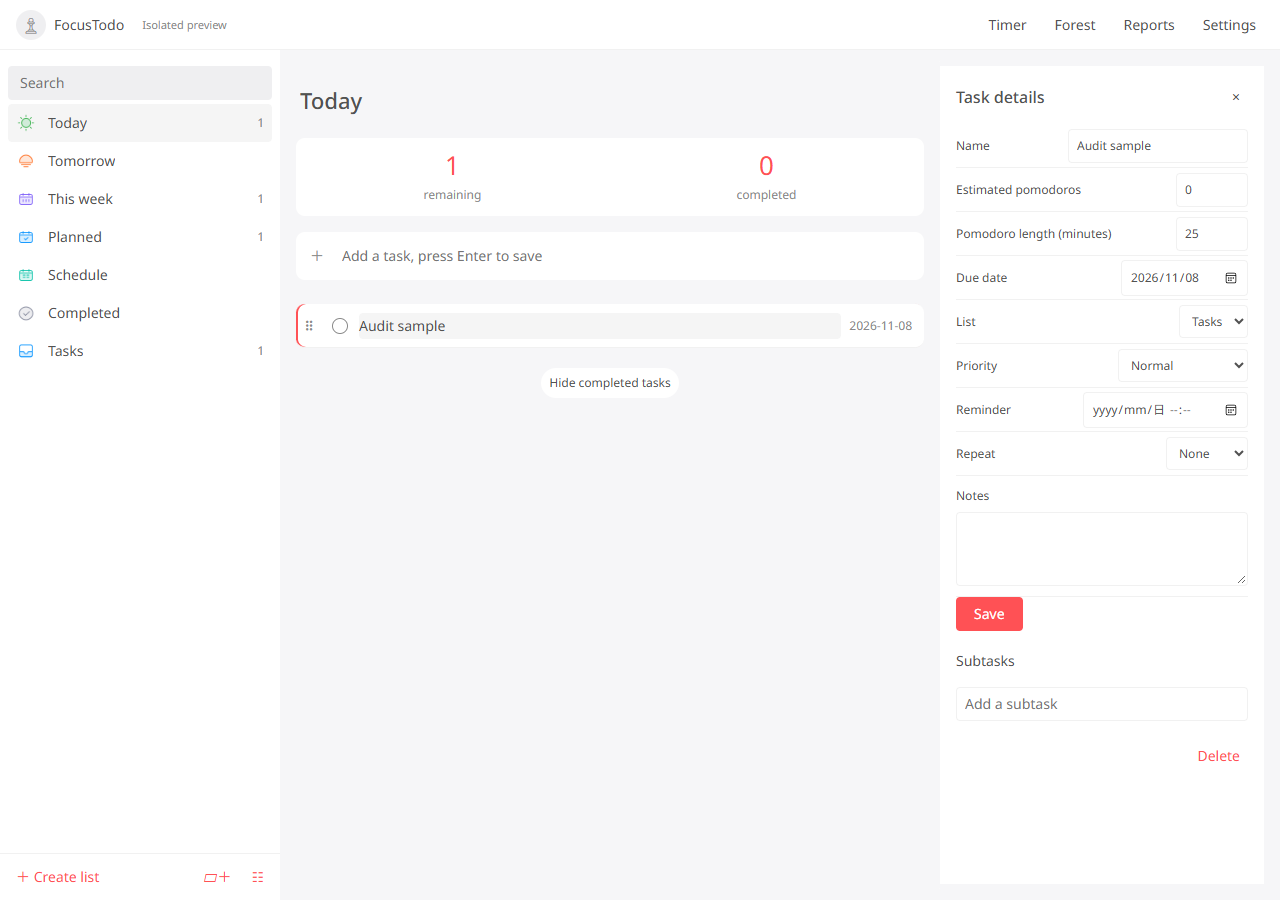 FocusTodo Isolated preview Timer Forest Reports Settings
Search
Today 1
Tomorrow
This week 1
Planned 1
Schedule
Completed
Tasks 1
+ Create list
Today
1 0
remaining completed
+ Add a task, press Enter to save
Audit sample 2026-11-08
Hide completed tasks
Task details ×
Name Audit sample
Estimated pomodoros 0
Pomodoro length (minutes) 25
Due date 2026/11/08
List Tasks
Priority Normal
Reminder yyyy/mm/日 --:--
Repeat None
Notes
Save
Subtasks
Add a subtask
Delete